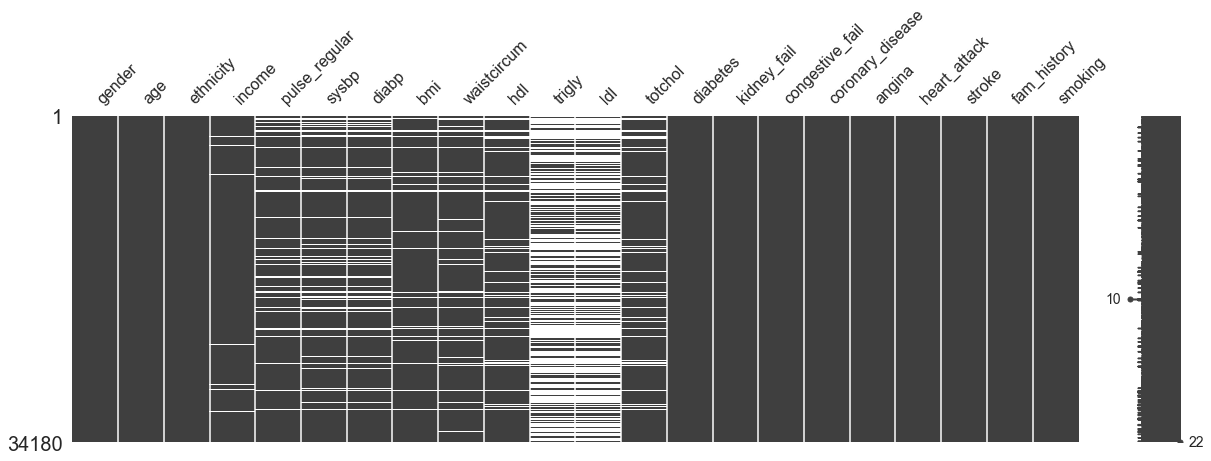 gender
age
ethnicity
income
pulse_regular
sysbp
diabp
bmi
waistcircum
hdl
trigly
ldl
totchol
diabetes
kidney_fail
congestive_fail
coronary_disease
angina
heart_attack
stroke
fam_history
smoking
1
10
34180
22